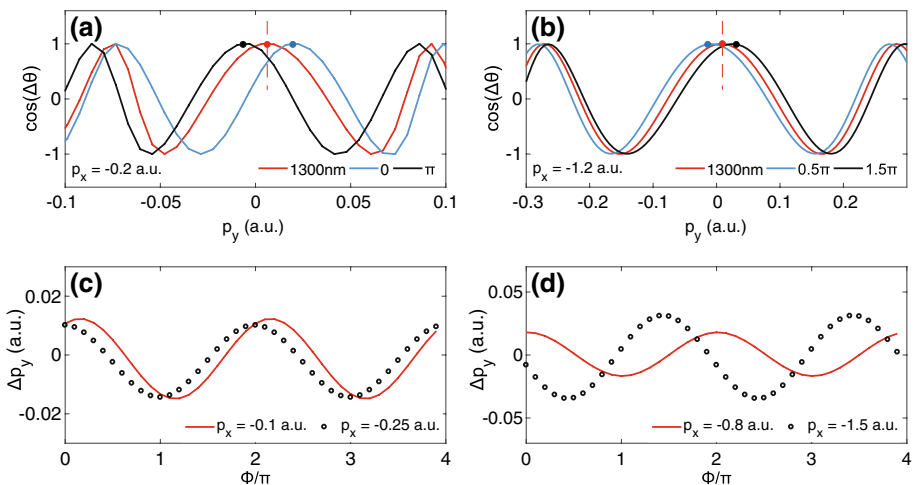 (a)
cos(Δθ)
1
0
-1
p_x = -0.2 a.u.
1300nm
0
π
-0.1
-0.05
0
0.05
0.1
p_y (a.u.)
(b)
cos(Δθ)
1
0
-1
p_x = -1.2 a.u.
1300nm
0.5π
1.5π
-0.3
-0.2
-0.1
0
0.1
0.2
p_y (a.u.)
(c)
Δp_y (a.u.)
0.02
0
-0.02
p_x = -0.1 a.u.
p_x = -0.25 a.u.
0
1
2
3
4
Φ/π
(d)
Δp_y (a.u.)
0.05
0
-0.05
p_x = -0.8 a.u.
p_x = -1.5 a.u.
0
1
2
3
4
Φ/π